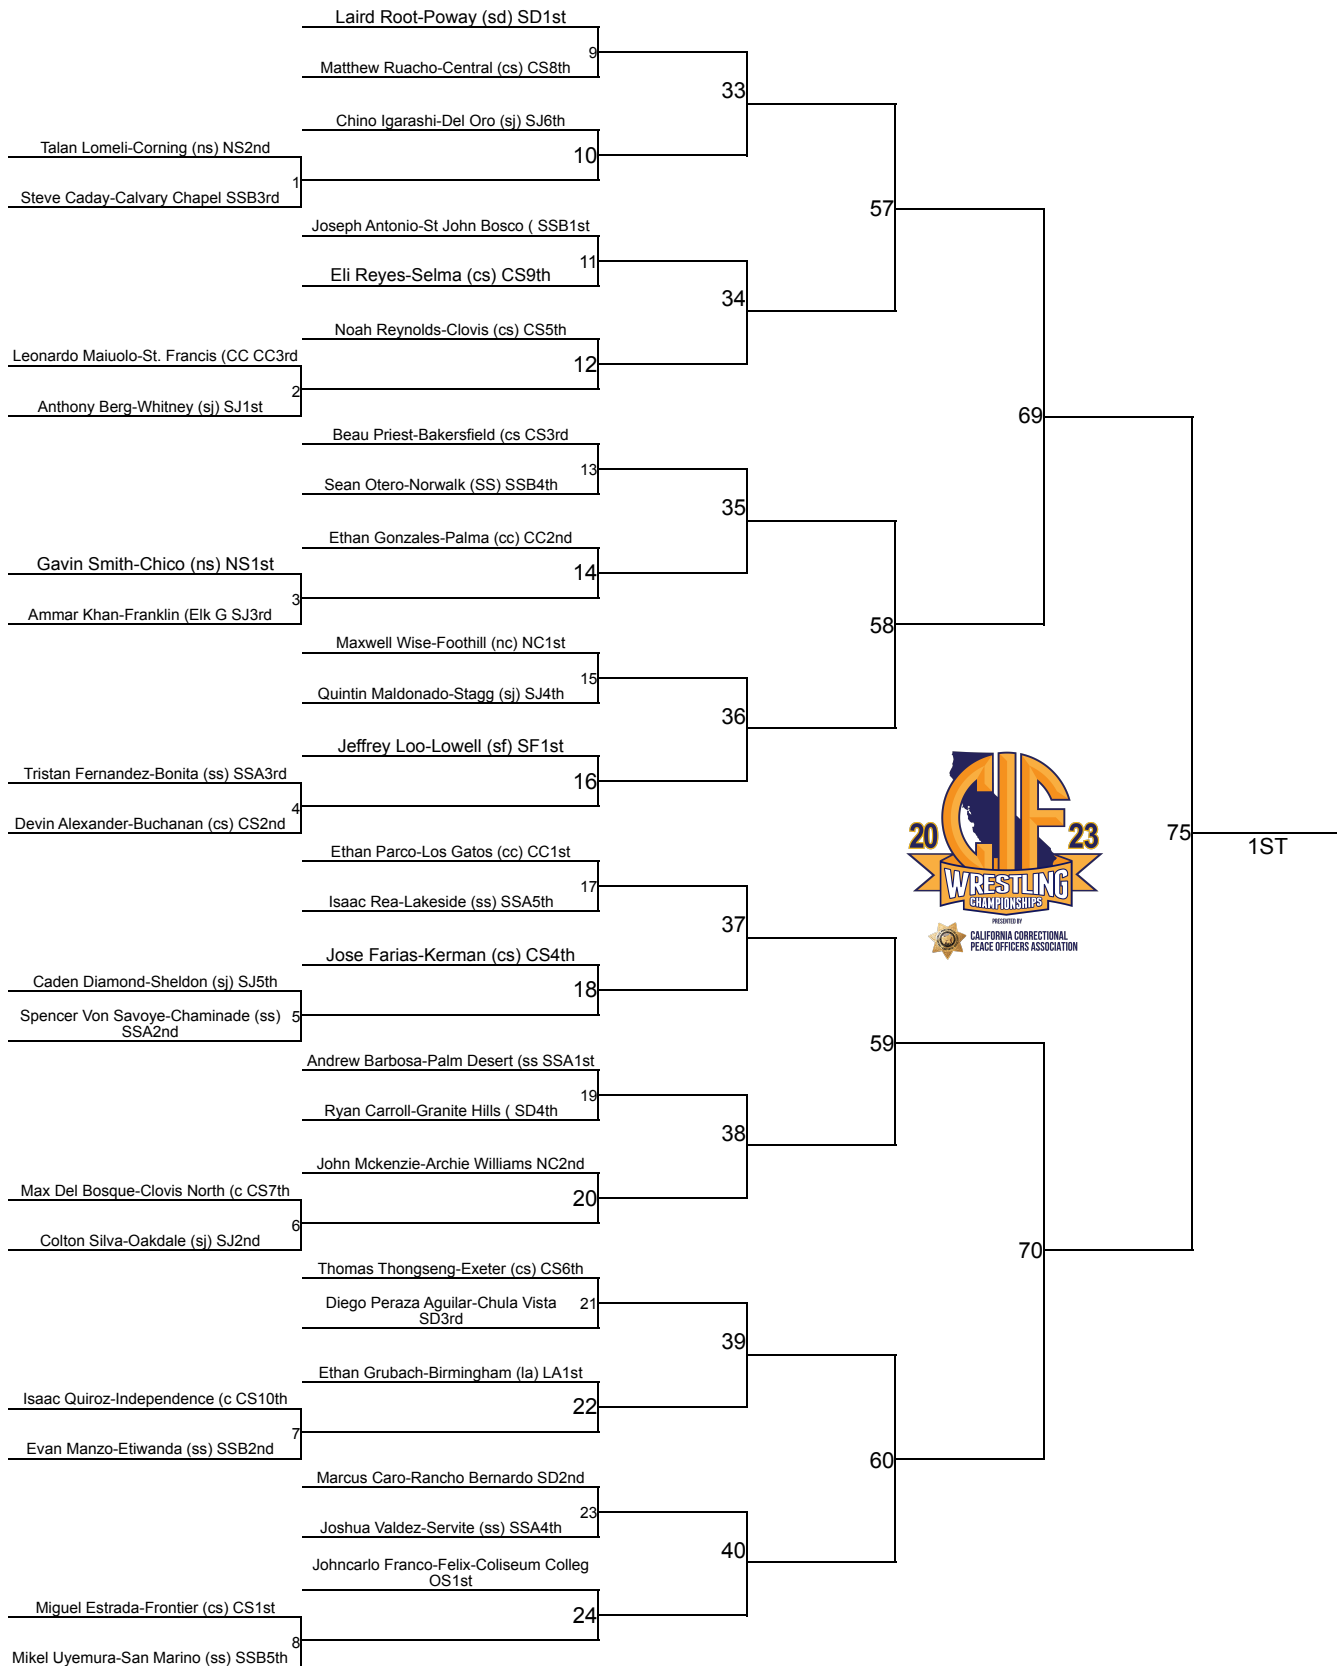 Laird Root-Poway (sd) SD1st
9
Matthew Ruacho-Central (cs) CS8th
33
Chino Igarashi-Del Oro (sj) SJ6th
Talan Lomeli-Corning (ns) NS2nd
10
1
Steve Caday-Calvary Chapel SSB3rd
57
Joseph Antonio-St John Bosco ( SSB1st
11
Eli Reyes-Selma (cs) CS9th
34
Noah Reynolds-Clovis (cs) CS5th
Leonardo Maiuolo-St. Francis (CC CC3rd
12
2
Anthony Berg-Whitney (sj) SJ1st
69
Beau Priest-Bakersfield (cs CS3rd
13
Sean Otero-Norwalk (SS) SSB4th
35
Ethan Gonzales-Palma (cc) CC2nd
Gavin Smith-Chico (ns) NS1st
14
3
Ammar Khan-Franklin (Elk G SJ3rd
58
Maxwell Wise-Foothill (nc) NC1st
15
Quintin Maldonado-Stagg (sj) SJ4th
36
Jeffrey Loo-Lowell (sf) SF1st
Tristan Fernandez-Bonita (ss) SSA3rd
16
4
Devin Alexander-Buchanan (cs) CS2nd
CIF
20 23
75
1ST
WRESTLING
CHAMPIONSHIPS
PRESENTED BY
CALIFORNIA CORRECTIONAL
PEACE OFFICERS ASSOCIATION
Ethan Parco-Los Gatos (cc) CC1st
17
Isaac Rea-Lakeside (ss) SSA5th
37
Jose Farias-Kerman (cs) CS4th
Caden Diamond-Sheldon (sj) SJ5th
18
5
Spencer Von Savoye-Chaminade (ss)
SSA2nd
59
Andrew Barbosa-Palm Desert (ss SSA1st
19
Ryan Carroll-Granite Hills ( SD4th
38
John Mckenzie-Archie Williams NC2nd
Max Del Bosque-Clovis North (c CS7th
20
6
Colton Silva-Oakdale (sj) SJ2nd
70
Thomas Thongseng-Exeter (cs) CS6th
21
Diego Peraza Aguilar-Chula Vista
SD3rd
39
Ethan Grubach-Birmingham (la) LA1st
Isaac Quiroz-Independence (c CS10th
22
7
Evan Manzo-Etiwanda (ss) SSB2nd
60
Marcus Caro-Rancho Bernardo SD2nd
23
Joshua Valdez-Servite (ss) SSA4th
40
Johncarlo Franco-Felix-Coliseum Colleg
OS1st
Miguel Estrada-Frontier (cs) CS1st
24
8
Mikel Uyemura-San Marino (ss) SSB5th